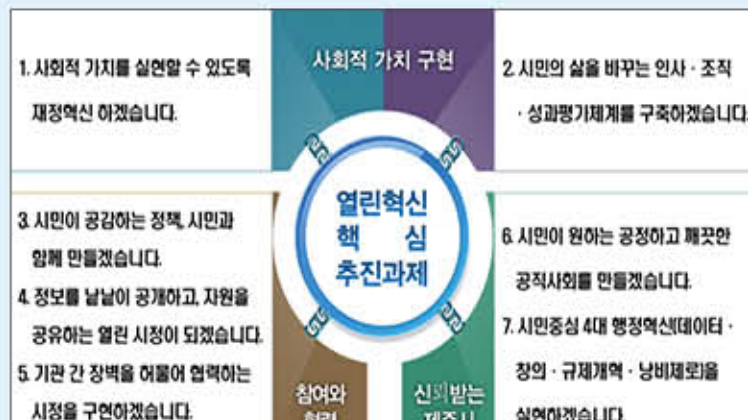 1. 사회적 가치를 실현할 수 있도록
재정혁신 하겠습니다.
사회적 가치 구현
2. 시민의 삶을 바꾸는 인사 · 조직
· 성과평가체계를 구축하겠습니다.
열린혁신
핵 심
추진과제
3. 시민이 공감하는 정책, 시민과
함께 만들겠습니다.
4. 정보를 낱낱이 공개하고, 자원을
공유하는 열린 시정이 되겠습니다.
5. 기관 간 장벽을 허물어 협력하는
시정을 구현하겠습니다.
참여와
협력
신뢰받는
제주시
6. 시민이 원하는 공정하고 깨끗한
공직사회를 만들겠습니다.
7. 시민중심 4대 행정혁신(데이터 ·
창의 · 규제개혁 · 낭비제로)을
실현하겠습니다.